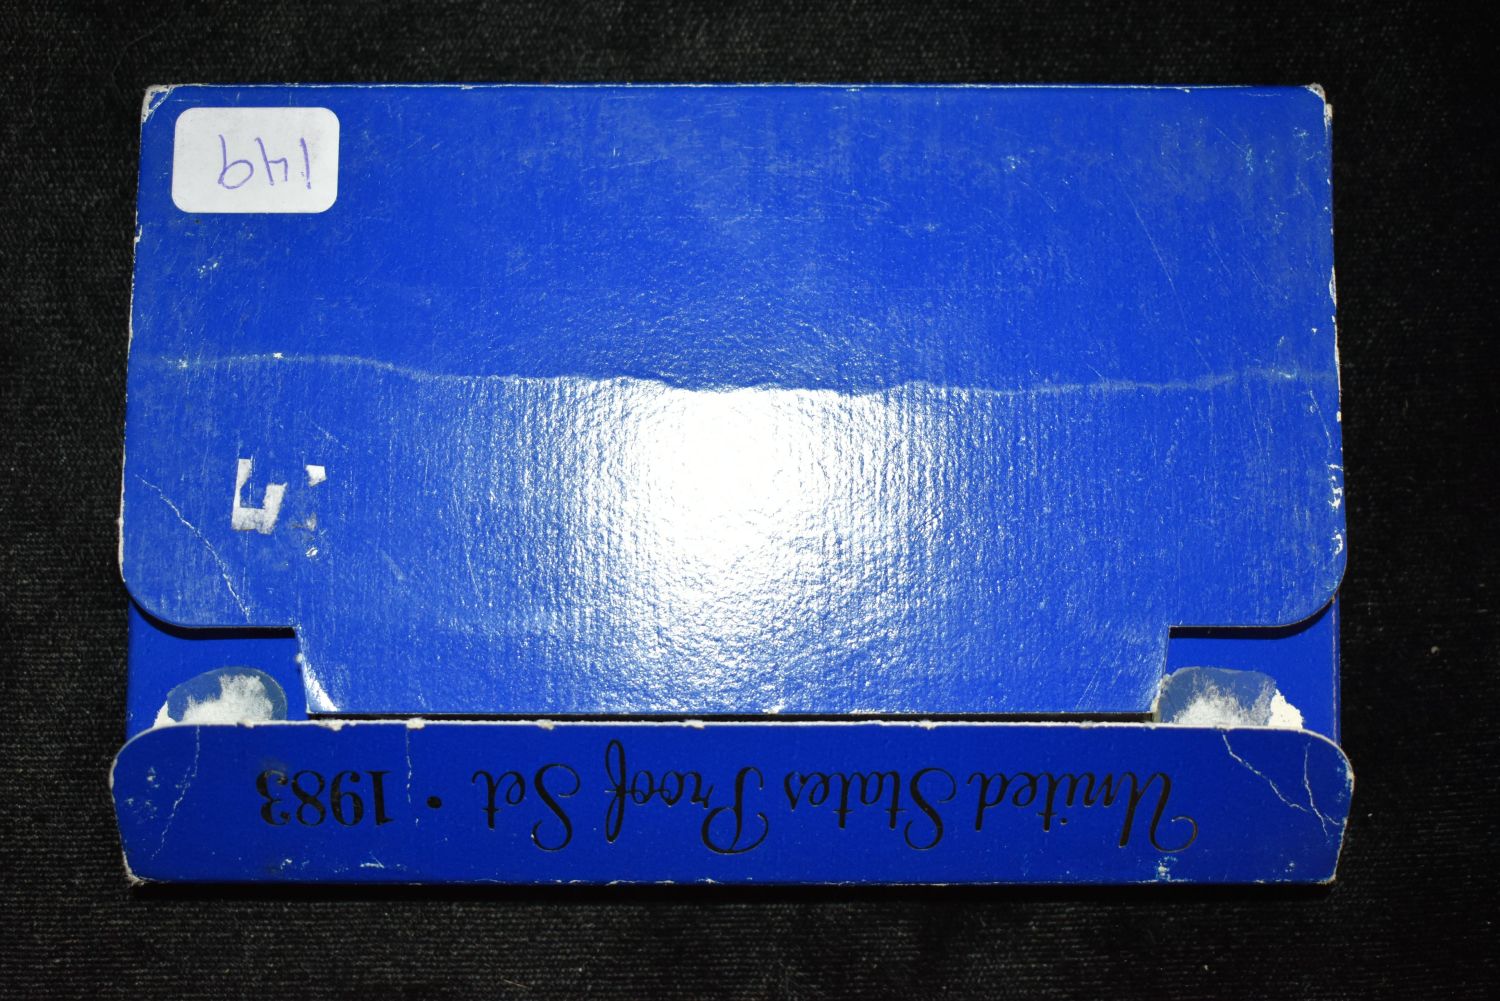 United States Proof Set • 1983
149